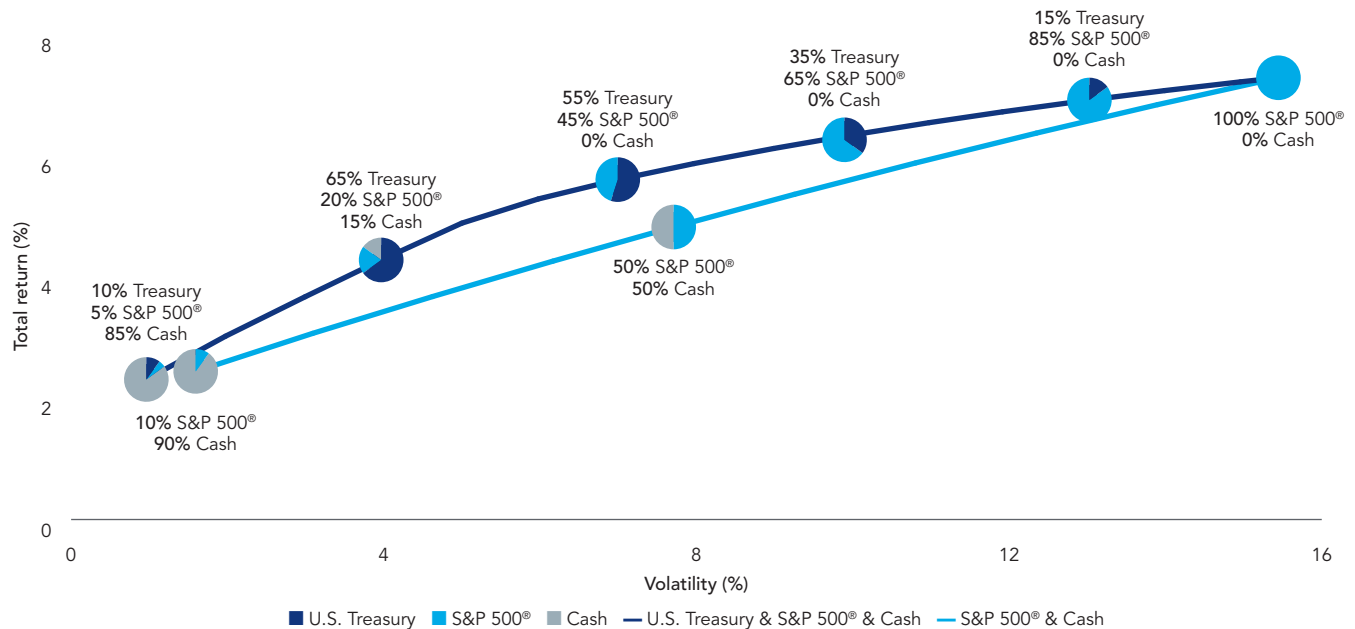 8
6
4
2
0
Total return (%)
10% Treasury
5% S&P 500®
85% Cash
10% S&P 500®
90% Cash
65% Treasury
20% S&P 500®
15% Cash
55% Treasury
45% S&P 500®
0% Cash
50% S&P 500®
50% Cash
35% Treasury
65% S&P 500®
0% Cash
15% Treasury
85% S&P 500®
0% Cash
100% S&P 500®
0% Cash
0 4 8 12 16
Volatility (%)
U.S. Treasury S&P 500® Cash U.S. Treasury & S&P 500® & Cash S&P 500® & Cash